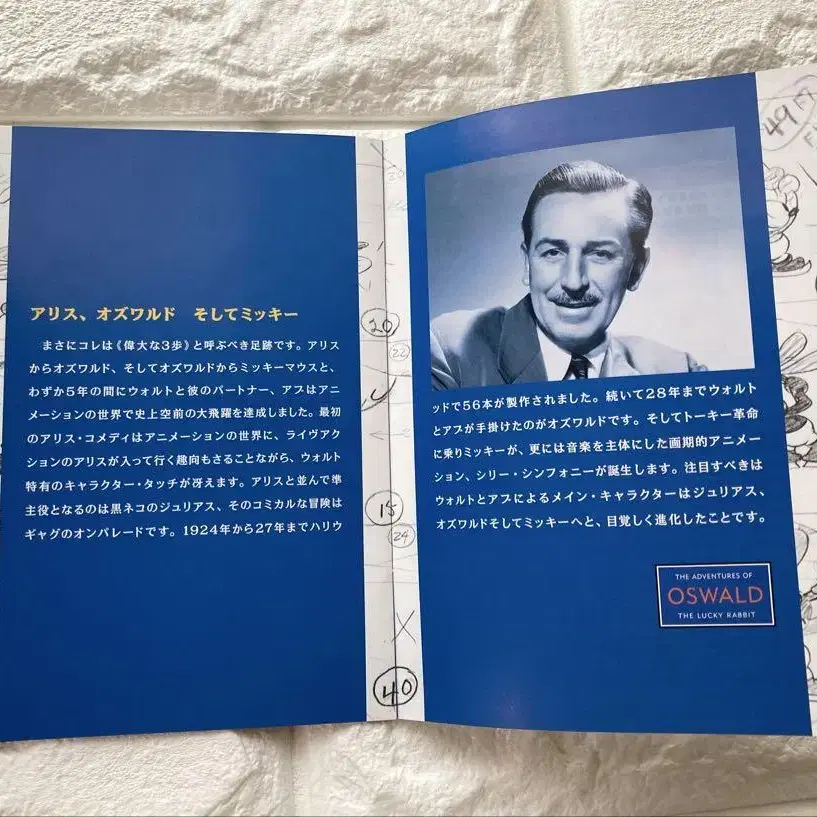 アリス、オズワルド　そしてミッキー
まさにコレは《偉大な3歩》と呼ぶべき足跡です。アリス
からオズワルド、そしてオズワルドからミッキーマウスと、
わずか5年の間にウォルトと彼のパートナー、アブはアニ
メーションの世界で史上空前の大飛躍を達成しました。最初
のアリス・コメディはアニメーションの世界に、ライヴアク
ションのアリスが入って行く趣向もさることながら、ウォルト
特有のキャラクター・タッチが冴えます。アリスと並んで準
主役となるのは黒ネコのジュリアス、そのコミカルな冒険は
ギャグのオンパレードです。1924年から27年までハリウ
20
22
18
24
X
40
ッドで56本が製作されました。続いて28年までウォルト
とアブが手掛けたのがオズワルドです。そしてトーキー革命
に乗りミッキーが、更には音楽を主体にした画期的アニメー
ション、シリー・シンフォニーが誕生します。注目すべきは
ウォルトとアブによるメイン・キャラクターはジュリアス、
オズワルドそしてミッキーへと、目覚しく進化したことです。
THE ADVENTURES OF
OSWALD
THE LUCKY RABBIT
49